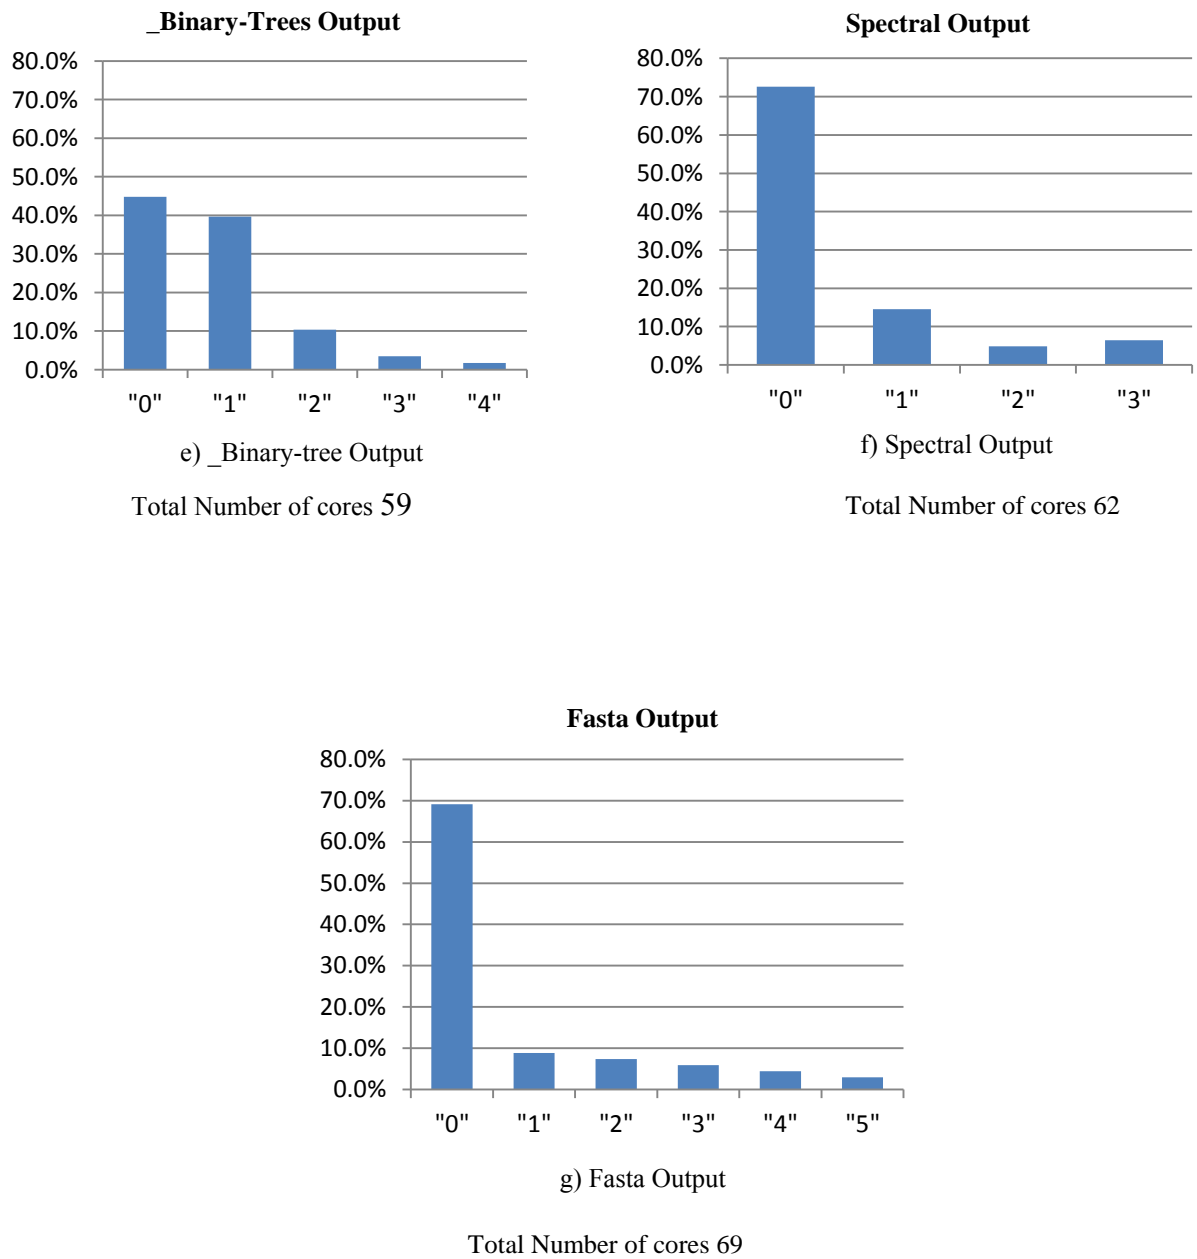 _Binary-Trees Output
80.0%
70.0%
60.0%
50.0%
40.0%
30.0%
20.0%
10.0%
0.0%
"0" "1" "2" "3" "4"
e) _Binary-tree Output
Total Number of cores 59
Spectral Output
80.0%
70.0%
60.0%
50.0%
40.0%
30.0%
20.0%
10.0%
0.0%
"0" "1" "2" "3"
f) Spectral Output
Total Number of cores 62
Fasta Output
80.0%
70.0%
60.0%
50.0%
40.0%
30.0%
20.0%
10.0%
0.0%
"0" "1" "2" "3" "4" "5"
g) Fasta Output
Total Number of cores 69